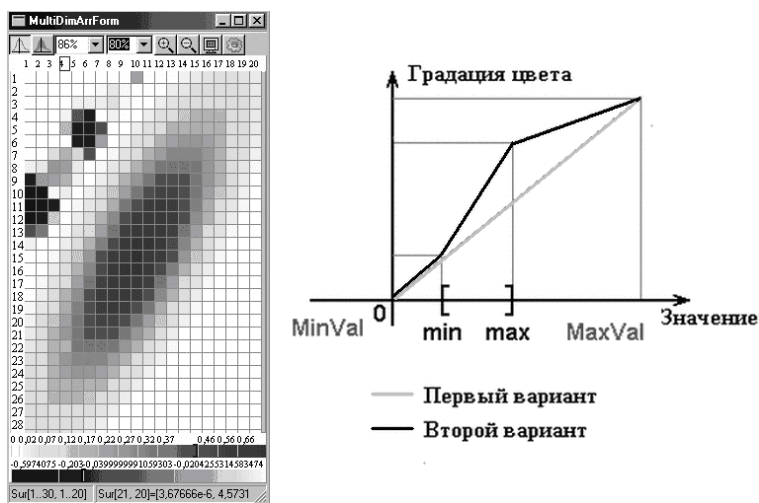 MultiDimArrForm
86% 80%
1 2 3 4 5 6 7 8 9 10 11 12 13 14 15 16 17 18 19 20
1
2
3
4
5
6
7
8
9
10
11
12
13
14
15
16
17
18
19
20
21
22
23
24
25
26
27
28
0 0,02 0,07 0,12 0,17 0,22 0,27 0,32 0,37 0,46 0,56 0,66
Sur[1..30, 1..20] Sur[21, 20]=[3,67666e-6, 4,5731
Градация цвета
0
MinVal
min
max
MaxVal
Значение
Первый вариант
Второй вариант